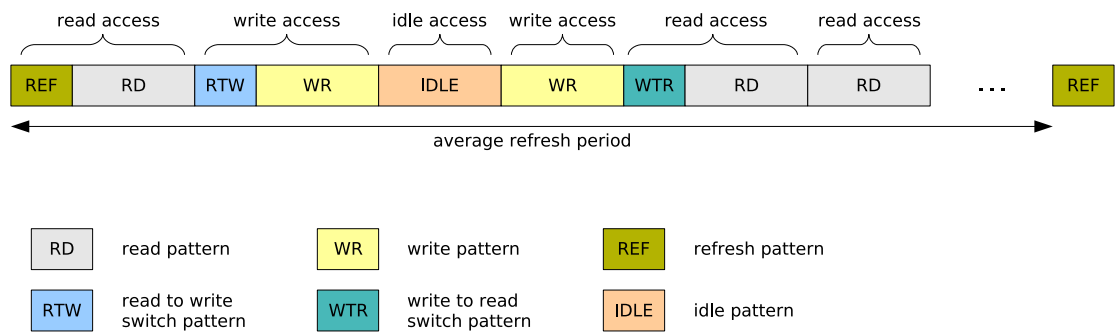 read access
write access
idle access
write access
read access
read access
REF
RD
RTW
WR
IDLE
WR
WTR
RD
RD
...
REF
average refresh period
RD
read pattern
WR
write pattern
REF
refresh pattern
RTW
read to write
switch pattern
WTR
write to read
switch pattern
IDLE
idle pattern